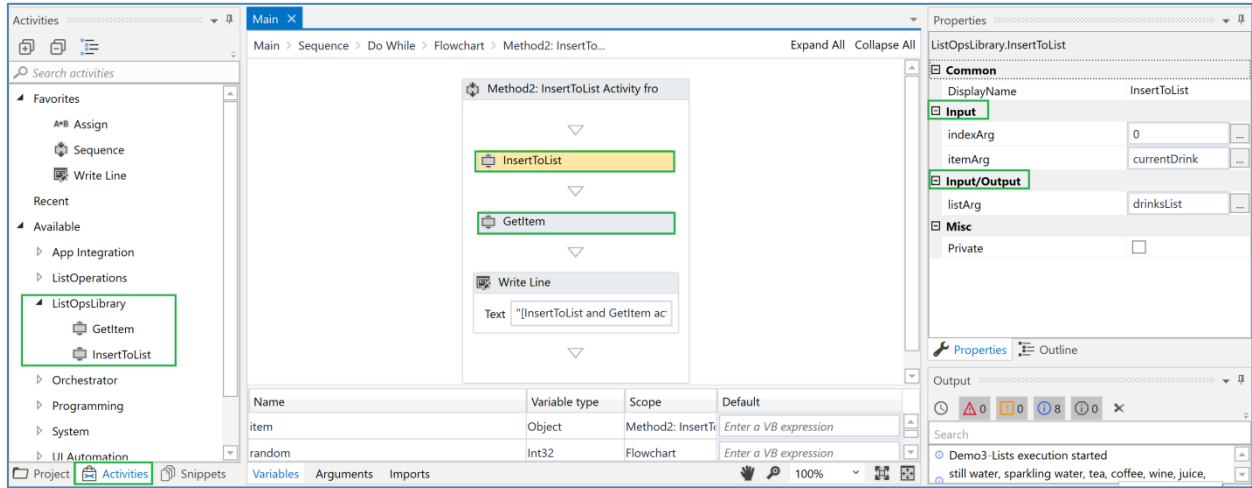 Activities
Search activities
Favorites
A+B Assign
Sequence
Write Line
Recent
Available
App Integration
ListOperations
ListOpsLibrary
GetItem
InsertToList
Orchestrator
Programming
System
UI Automation
Project Activities Snippets
Main
Main > Sequence > Do While > Flowchart > Method2: InsertTo... Expand All Collapse All
Method2: InsertToList Activity fro
InsertToList
GetItem
Write Line
Text "[InsertToList and GetItem ac
Name Variable type Scope Default
item Object Method2: InsertTo Enter a VB expression
random Int32 Flowchart Enter a VB expression
Variables Arguments Imports 100%
Properties
ListOpsLibrary.InsertToList
Common
DisplayName InsertToList
Input
indexArg 0 ...
itemArg currentDrink ...
Input/Output
listArg drinksList ...
Misc
Private
Properties Outline
Output
0 0 8 0
Search
Demo3-Lists execution started
still water, sparkling water, tea, coffee, wine, juice,